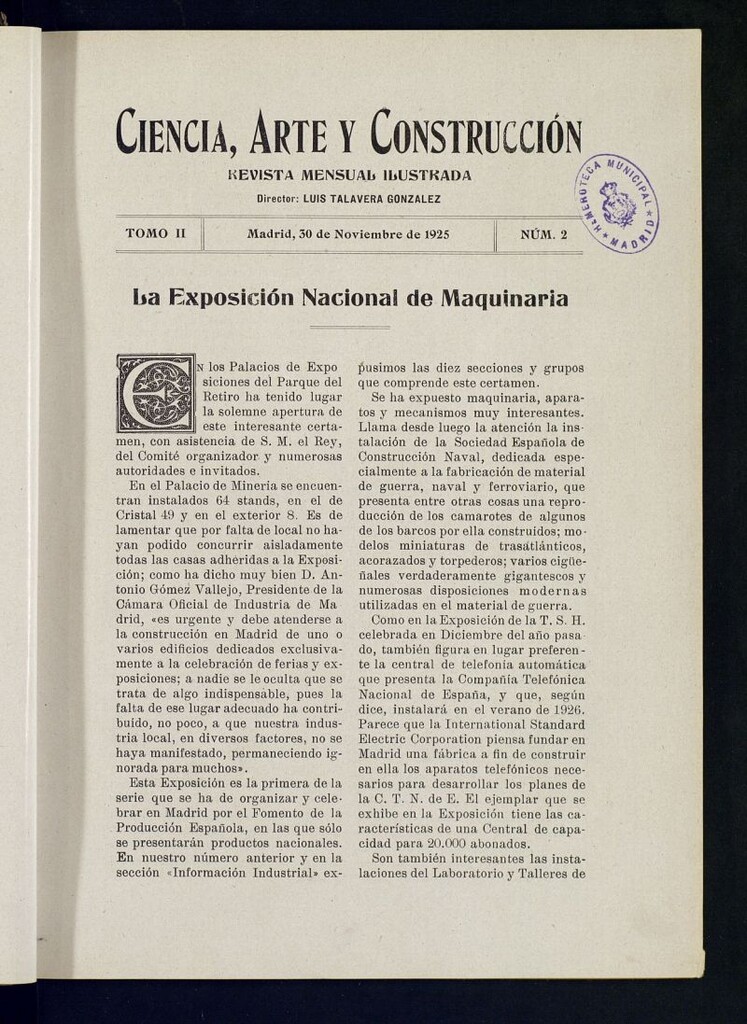 CIENCIA, ARTE Y CONSTRUCCIÓN
REVISTA MENSUAL ILUSTRADA
Director: LUIS TALAVERA GONZALEZ
HEMEROTECA MUNICIPAL
* MADRID *
TOMO II
Madrid, 30 de Noviembre de 1925
NÚM. 2
La Exposición Nacional de Maquinaria
EN los Palacios de Expo
siciones del Parque del
Retiro ha tenido lugar
la solemne apertura de
este interesante certa-
men, con asistencia de S. M. el Rey,
del Comité organizador y numerosas
autoridades e invitados.
En el Palacio de Mineria se encuen-
tran instalados 64 stands, en el de
Cristal 49 y en el exterior 8. Es de
lamentar que por falta de local no ha-
yan podido concurrir aisladamente
todas las casas adheridas a la Exposi-
ción; como ha dicho muy bien D. An-
tonio Gómez Vallejo, Presidente de la
Cámara Oficial de Industria de Ma
drid, «es urgente y debe atenderse a
la construcción en Madrid de uno o
varios edificios dedicados exclusiva-
mente a la celebración de ferias y ex-
posiciones; a nadie se le oculta que se
trata de algo indispensable, pues la
falta de ese lugar adecuado ha contri-
buído, no poco, a que nuestra indus-
tria local, en diversos factores, no se
haya manifestado, permaneciendo ig-
norada para muchos».
Esta Exposición es la primera de la
serie que se ha de organizar y cele-
brar en Madrid por el Fomento de la
Producción Española, en las que sólo
se presentarán productos nacionales.
En nuestro número anterior y en la
sección «Información Industrial» ex-
pusimos las diez secciones y grupos
que comprende este certamen.
Se ha expuesto maquinaria, apara-
tos y mecanismos muy interesantes.
Llama desde luego la atención la ins-
talación de la Sociedad Española de
Construcción Naval, dedicada espe-
cialmente a la fabricación de material
de guerra, naval y ferroviario, que
presenta entre otras cosas una repro-
ducción de los camarotes de algunos
de los barcos por ella construídos; mo-
delos miniaturas de trasatlánticos,
acorazados y torpederos; varios cigüe-
ñales verdaderamente gigantescos y
numerosas disposiciones modernas
utilizadas en el material de guerra.
Como en la Exposición de la T. S. H.
celebrada en Diciembre del año pasa
do, también figura en lugar preferen-
te la central de telefonía automática
que presenta la Compañía Telefónica
Nacional de España, y que, según
dice, instalará en el verano de 1926.
Parece que la International Standard
Electric Corporation piensa fundar en
Madrid una fábrica a fin de construir
en ella los aparatos telefónicos nece-
sarios para desarrollar los planes de
la C. T. N. de E. El ejemplar que se
exhibe en la Exposición tiene las ca-
racterísticas de una Central de capa-
cidad para 20.000 abonados.
Son también interesantes las insta-
laciones del Laboratorio y Talleres de